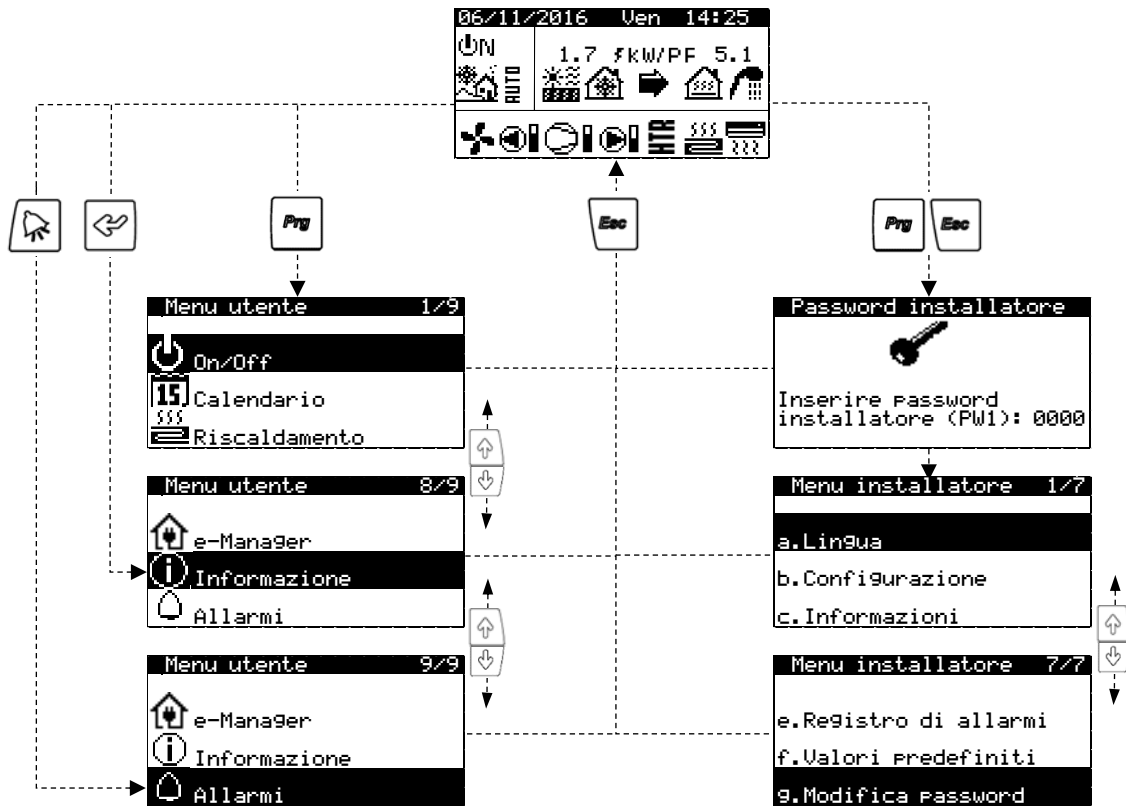 06/11/2016 Ven 14:25
ON
1.7 KW/PF 5.1
AUTO
HTR
Prg
Esc
Prg
Esc
Menu utente 1/9
On/Off
15
Calendario
Riscaldamento
Password installatore
Inserire password
installatore (PW1): 0000
Menu utente 8/9
e-Manager
Informazione
Allarmi
Menu installatore 1/7
a.Lingua
b.Configurazione
c.Informazioni
Menu utente 9/9
e-Manager
Informazione
Allarmi
Menu installatore 7/7
e.Registro di allarmi
f.Valori predefiniti
g.Modifica password